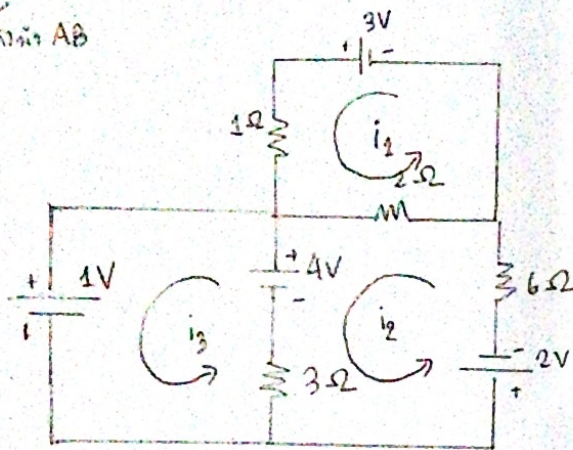 AB
3V
+ -
1Ω
i₁
2Ω
+ 1V
+ 4V
-
6Ω
i₃
i₂
3Ω
- 2V
+